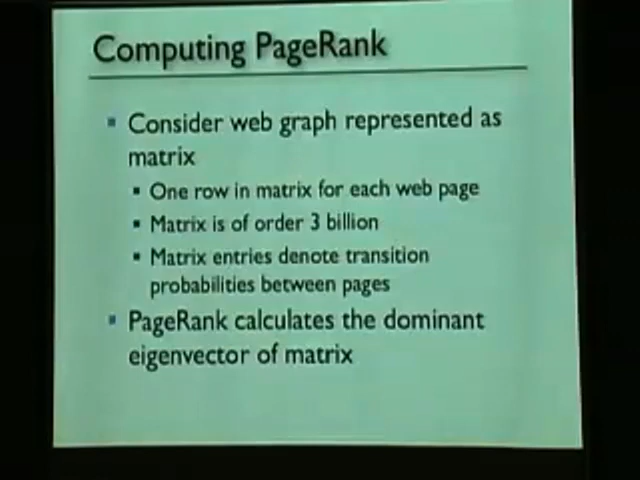 Computing PageRank
Consider web graph represented as
matrix
One row in matrix for each web page
Matrix is of order 3 billion
Matrix entries denote transition
probabilities between pages
PageRank calculates the dominant
eigenvector of matrix